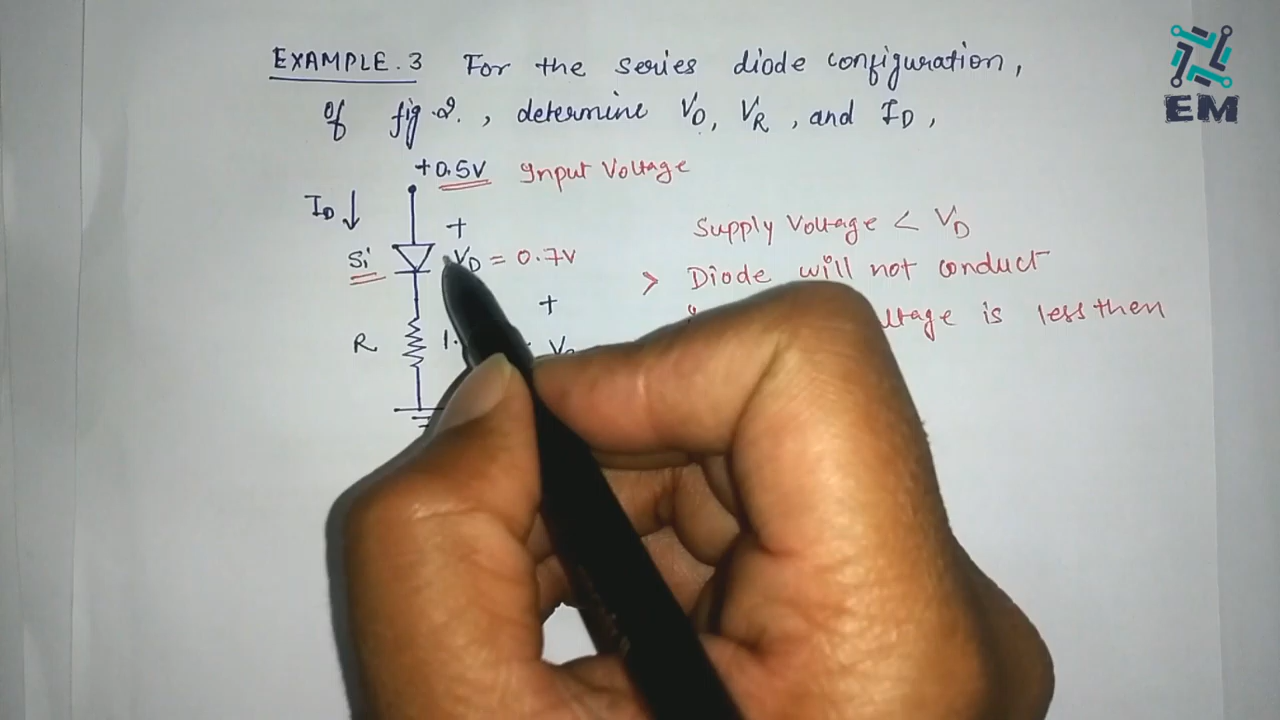 EXAMPLE.3 For the series diode configuration,
of fig.2., determine VD, VR, and ID,
+0.5V Input Voltage
ID
+
Supply Voltage < VD
Si VD = 0.7V
> Diode will not conduct
+
is less then
R 1.
EM